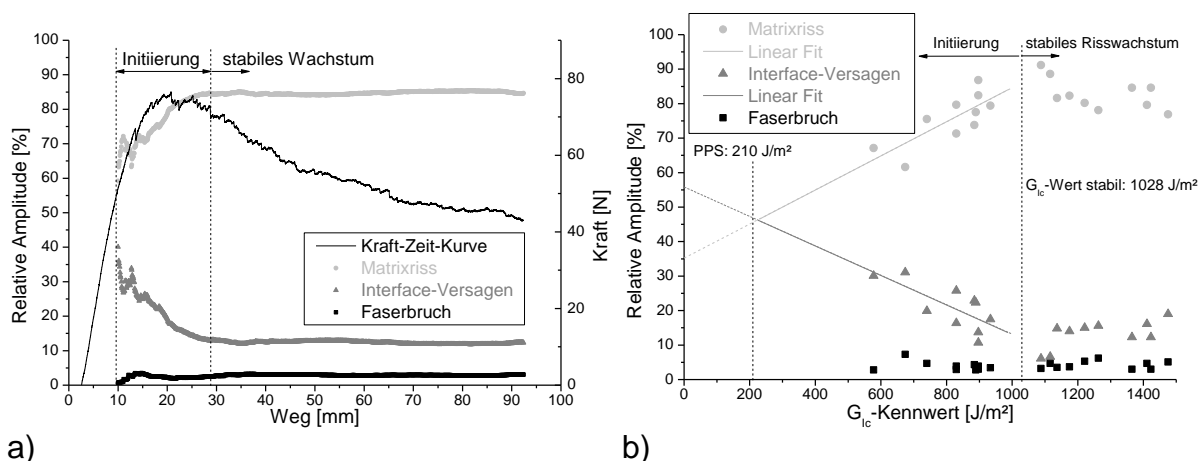 Initiierung
stabiles Wachstum
100
90
80
70
60
50
40
30
20
10
0
Relative Amplitude [%]
80
60
40
20
0
Kraft [N]
Kraft-Zeit-Kurve
Matrixriss
Interface-Versagen
Faserbruch
0 10 20 30 40 50 60 70 80 90 100
Weg [mm]
a)
Matrixriss
Linear Fit
Interface-Versagen
Linear Fit
Faserbruch
Initiierung
stabiles Risswachstum
PPS: 210 J/m²
GIc-Wert stabil: 1028 J/m²
100
90
80
70
60
50
40
30
20
10
0
Relative Amplitude [%]
0 200 400 600 800 1000 1200 1400
GIc-Kennwert [J/m²]
b)